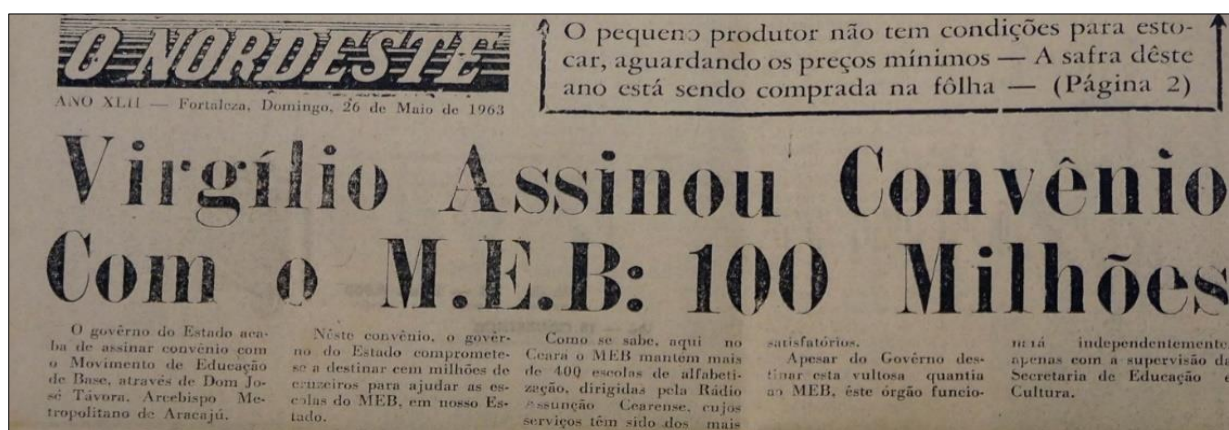 O NORDESTE
ANO XLII — Fortaleza, Domingo, 26 de Maio de 1963
O pequeno produtor não tem condições para esto-
car, aguardando os preços mínimos — A safra dêste
ano está sendo comprada na fôlha — (Página 2)
Virgílio Assinou Convênio
Com o M.E.B: 100 Milhões
O govêrno do Estado aca-
ba de assinar convênio com
o Movimento de Educação
de Base, através de Dom Jo-
sé Távora, Arcebispo Me-
tropolitano de Aracajú.
Nêste convênio, o govêr-
no do Estado compromete-
se a destinar cem milhões de
cruzeiros para ajudar as es-
colas do MEB, em nosso Es-
tado.
Como se sabe, aqui no
Ceará o MEB mantém mais
de 400 escolas de alfabeti-
zação, dirigidas pela Rádio
Assunção Cearense, cujos
serviços têm sido dos mais
satisfatórios.
Apesar do Govêrno des-
tinar esta vultosa quantia
ao MEB, êste órgão funcio-
nará independentemente,
apenas com a supervisão d
Secretaria de Educação e
Cultura.